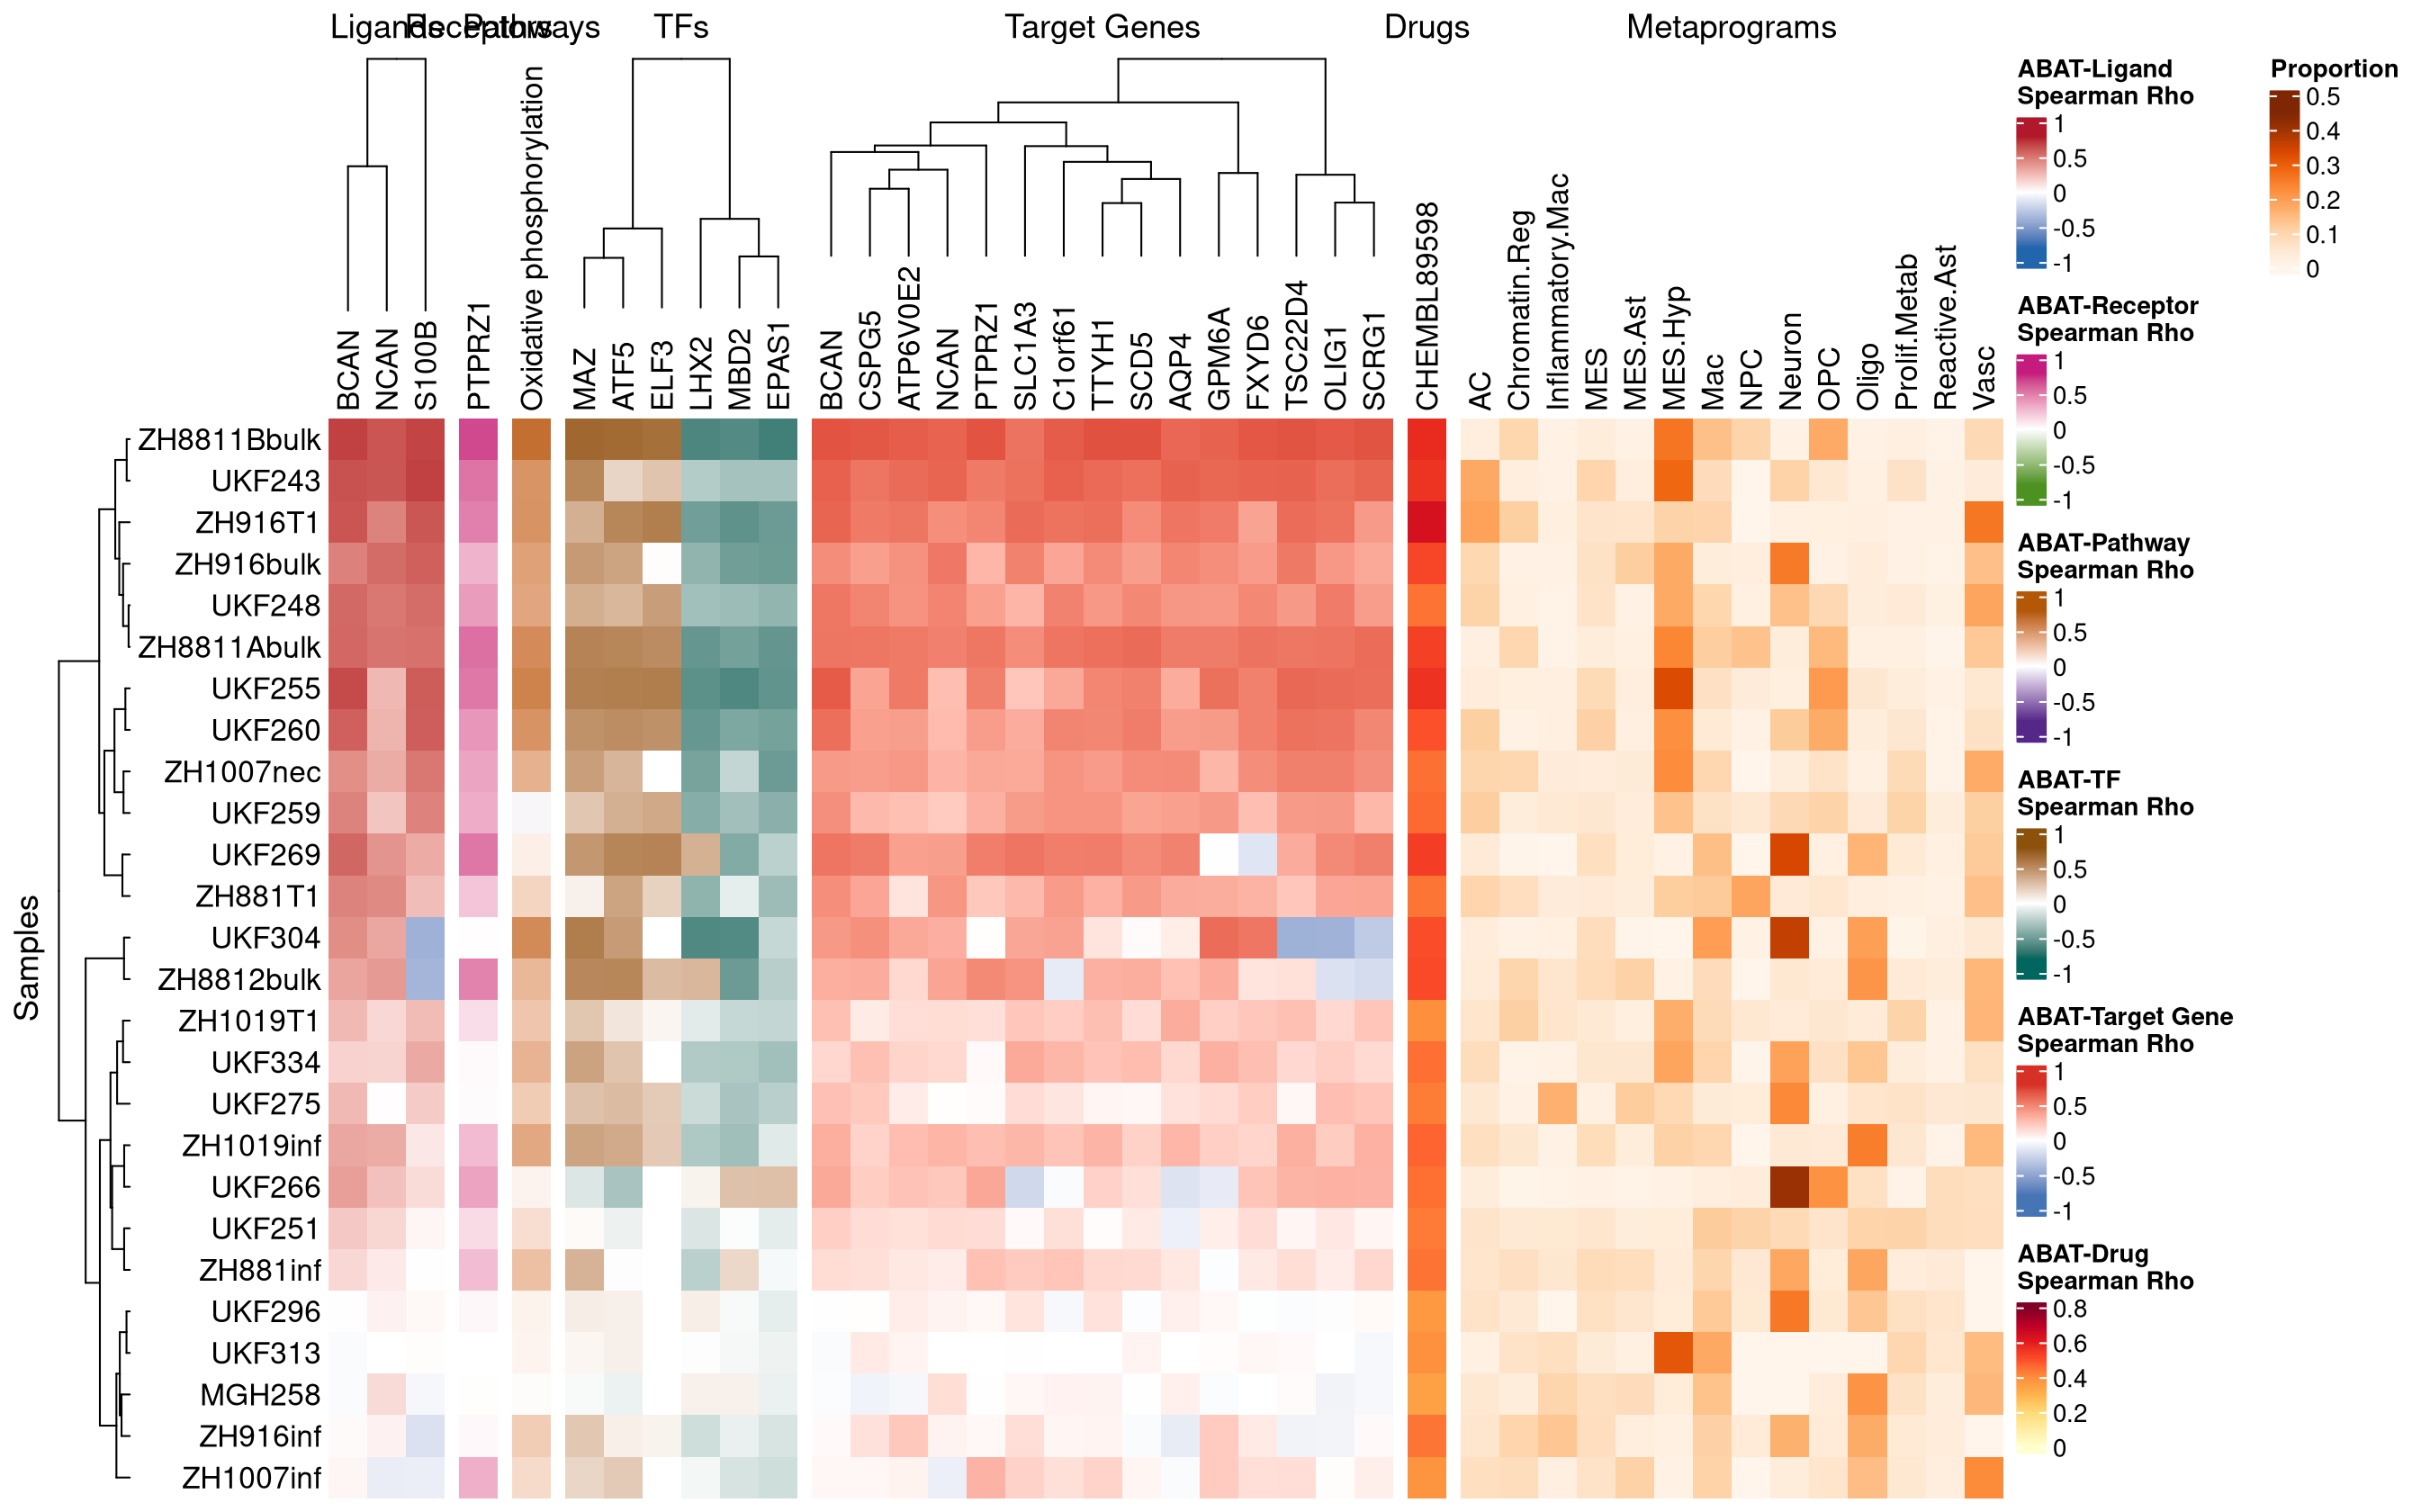 Ligands Receptors Pathways TFs Target Genes Drugs Metaprograms
BCAN NCAN S100B PTPRZ1 Oxidative phosphorylation MAZ ATF5 ELF3 LHX2 MBD2 EPAS1 BCAN CSPG5 ATP6V0E2 NCAN PTPRZ1 SLC1A3 C1orf61 TTYH1 SCD5 AQP4 GPM6A FXYD6 TSC22D4 OLIG1 SCRG1 CHEMBL89598 AC Chromatin.Reg Inflammatory.Mac MES MES.Ast MES.Hyp Mac NPC Neuron OPC Oligo Prolif.Metab Reactive.Ast Vasc
Samples
ZH8811Bbulk
UKF243
ZH916T1
ZH916bulk
UKF248
ZH8811Abulk
UKF255
UKF260
ZH1007nec
UKF259
UKF269
ZH881T1
UKF304
ZH8812bulk
ZH1019T1
UKF334
UKF275
ZH1019inf
UKF266
UKF251
ZH881inf
UKF296
UKF313
MGH258
ZH916inf
ZH1007inf
ABAT-Ligand
Spearman Rho
1
0.5
0
-0.5
-1
ABAT-Receptor
Spearman Rho
1
0.5
0
-0.5
-1
ABAT-Pathway
Spearman Rho
1
0.5
0
-0.5
-1
ABAT-TF
Spearman Rho
1
0.5
0
-0.5
-1
ABAT-Target Gene
Spearman Rho
1
0.5
0
-0.5
-1
ABAT-Drug
Spearman Rho
0.8
0.6
0.4
0.2
0
Proportion
0.5
0.4
0.3
0.2
0.1
0